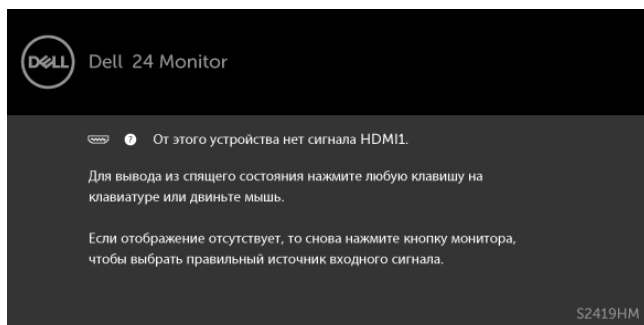 DELL
Dell 24 Monitor
От этого устройства нет сигнала HDMI1.
Для вывода из спящего состояния нажмите любую клавишу на
клавиатуре или двиньте мышь.
Если отображение отсутствует, то снова нажмите кнопку монитора,
чтобы выбрать правильный источник входного сигнала.
S2419HM